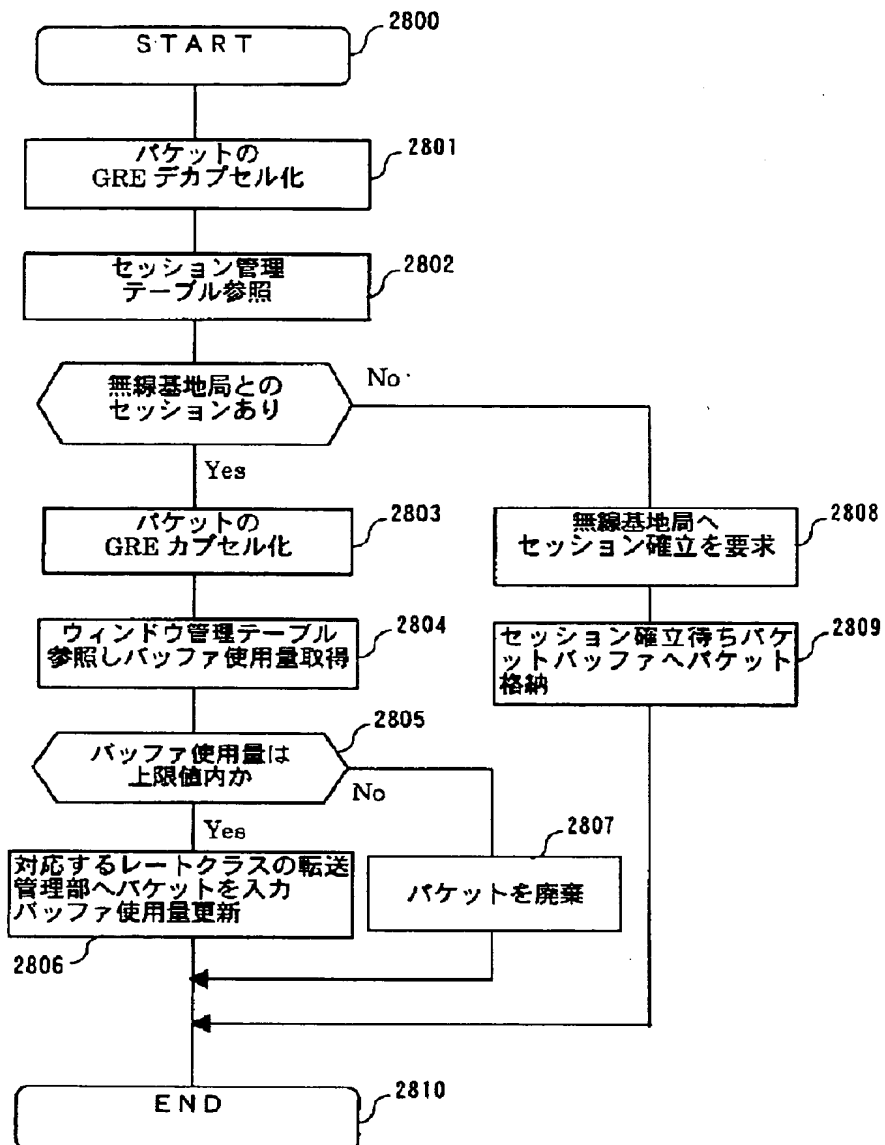 START
2800
パケットの
GRE デカプセル化
2801
セッション管理
テーブル参照
2802
無線基地局との
セッションあり
No
Yes
パケットの
GRE カプセル化
2803
無線基地局へ
セッション確立を要求
2808
ウィンドウ管理テーブル
参照しバッファ使用量取得
2804
セッション確立待ちパケ
ットバッファへパケット
格納
2809
バッファ使用量は
上限値内か
2805
No
Yes
対応するレートクラスの転送
管理部へパケットを入力
バッファ使用量更新
2806
パケットを廃棄
2807
END
2810